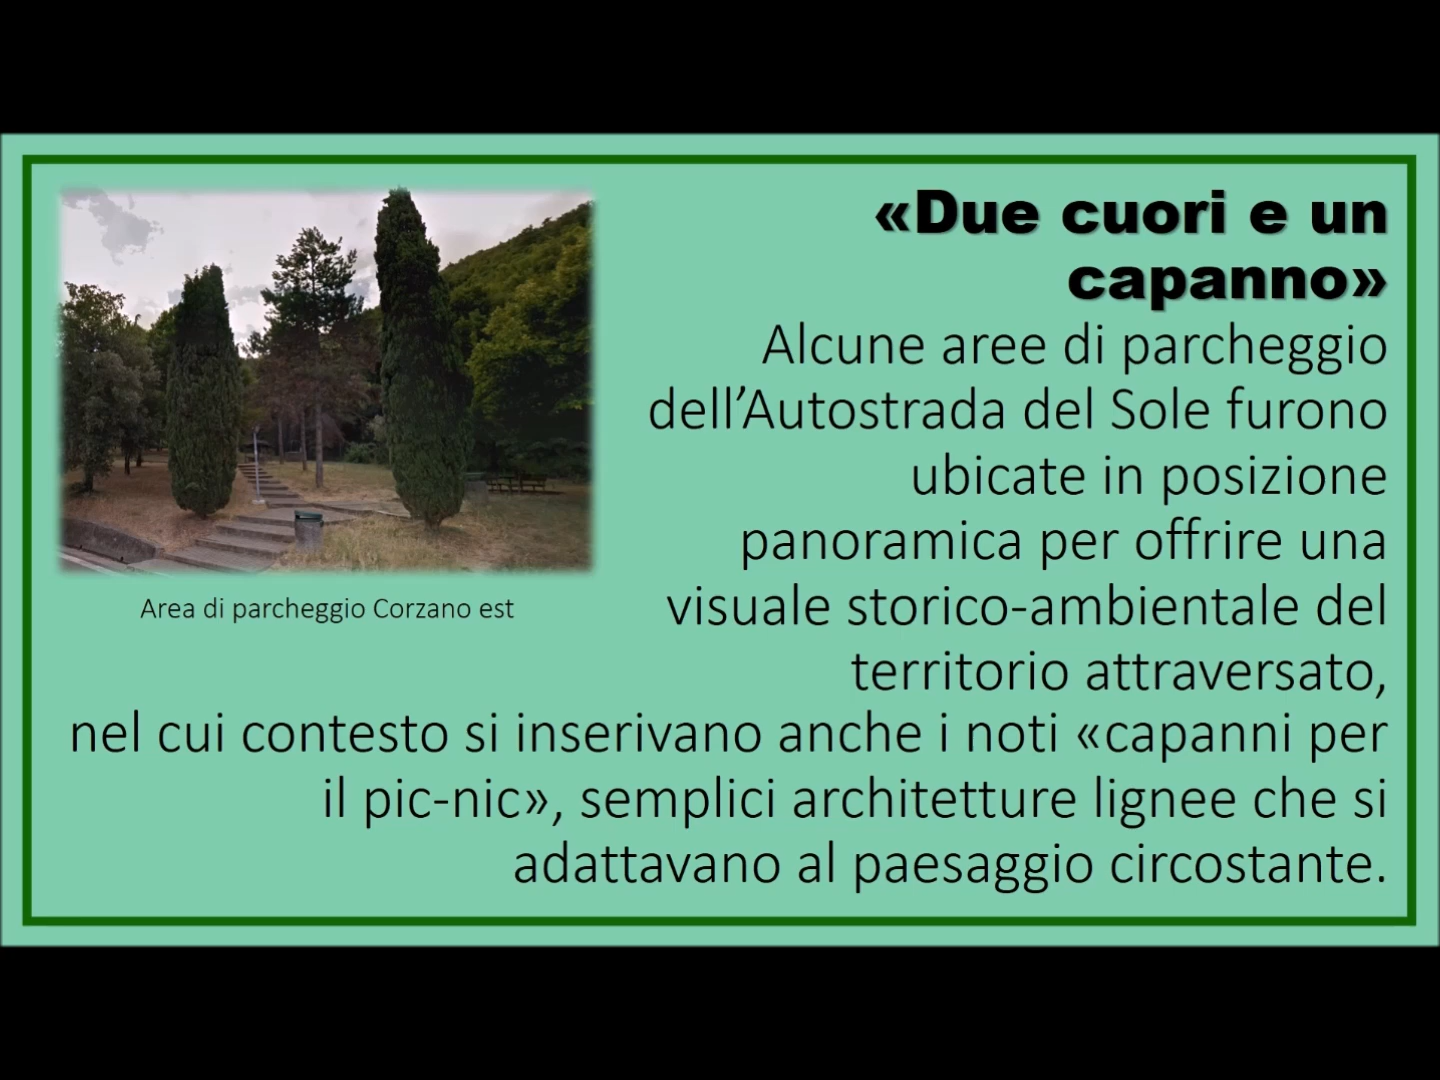 «Due cuori e un
capanno»
Alcune aree di parcheggio
dell’Autostrada del Sole furono
ubicate in posizione
panoramica per offrire una
visuale storico-ambientale del
territorio attraversato,
nel cui contesto si inserivano anche i noti «capanni per
il pic-nic», semplici architetture lignee che si
adattavano al paesaggio circostante.
Area di parcheggio Corzano est